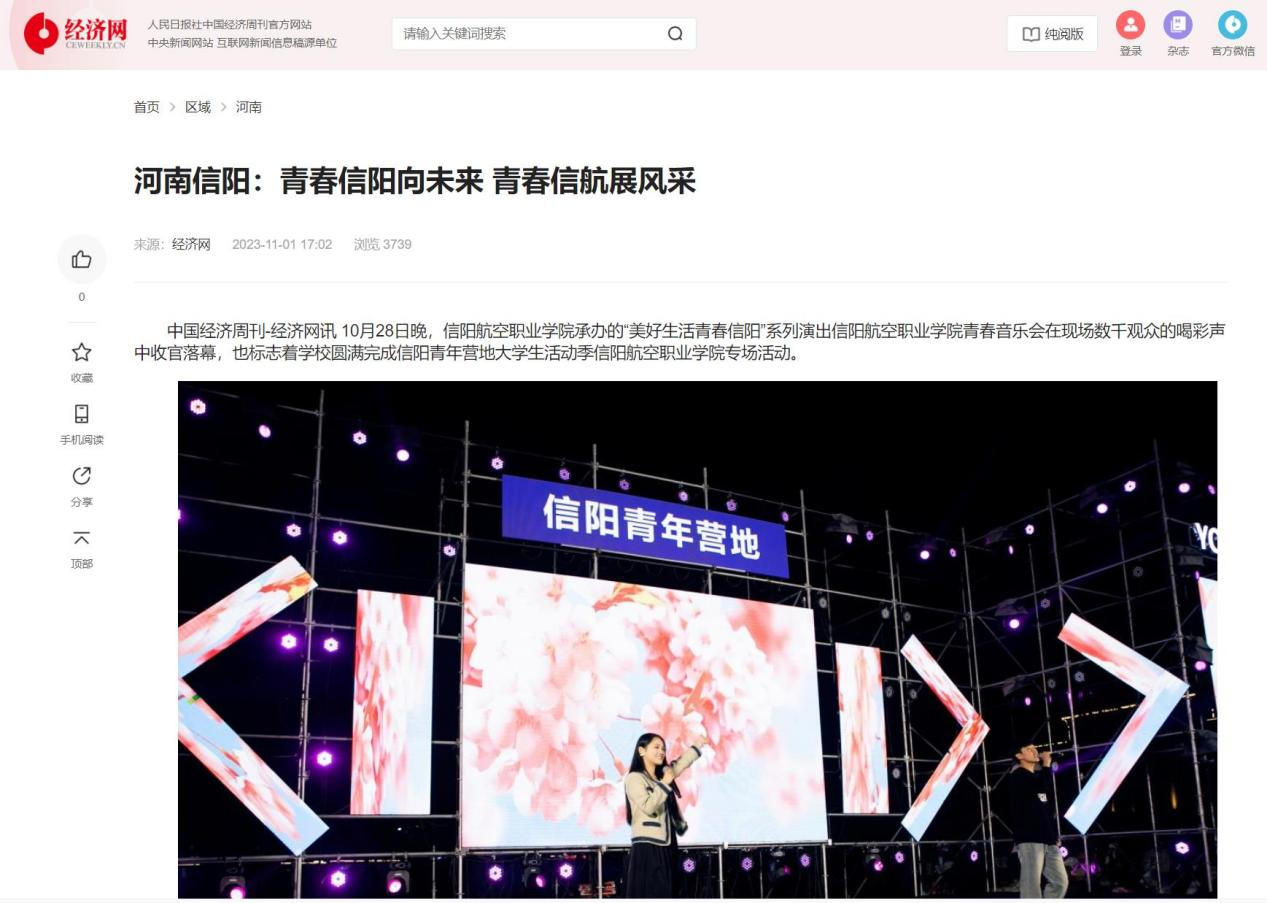 经济网
CEWEEKLY.CN
人民日报社中国经济周刊官方网站
中央新闻网站 互联网新闻信息稿源单位
请输入关键词搜索
纯阅版
登录
杂志
官方微信
首页 > 区域 > 河南
河南信阳：青春信阳向未来 青春信航展风采
来源：经济网 2023-11-01 17:02 浏览 3739
0
收藏
手机阅读
分享
顶部
中国经济周刊-经济网讯 10月28日晚，信阳航空职业学院承办的“美好生活青春信阳”系列演出信阳航空职业学院青春音乐会在现场数千观众的喝彩声
中收官落幕，也标志着学校圆满完成信阳青年营地大学生活动季信阳航空职业学院专场活动。
信阳青年营地